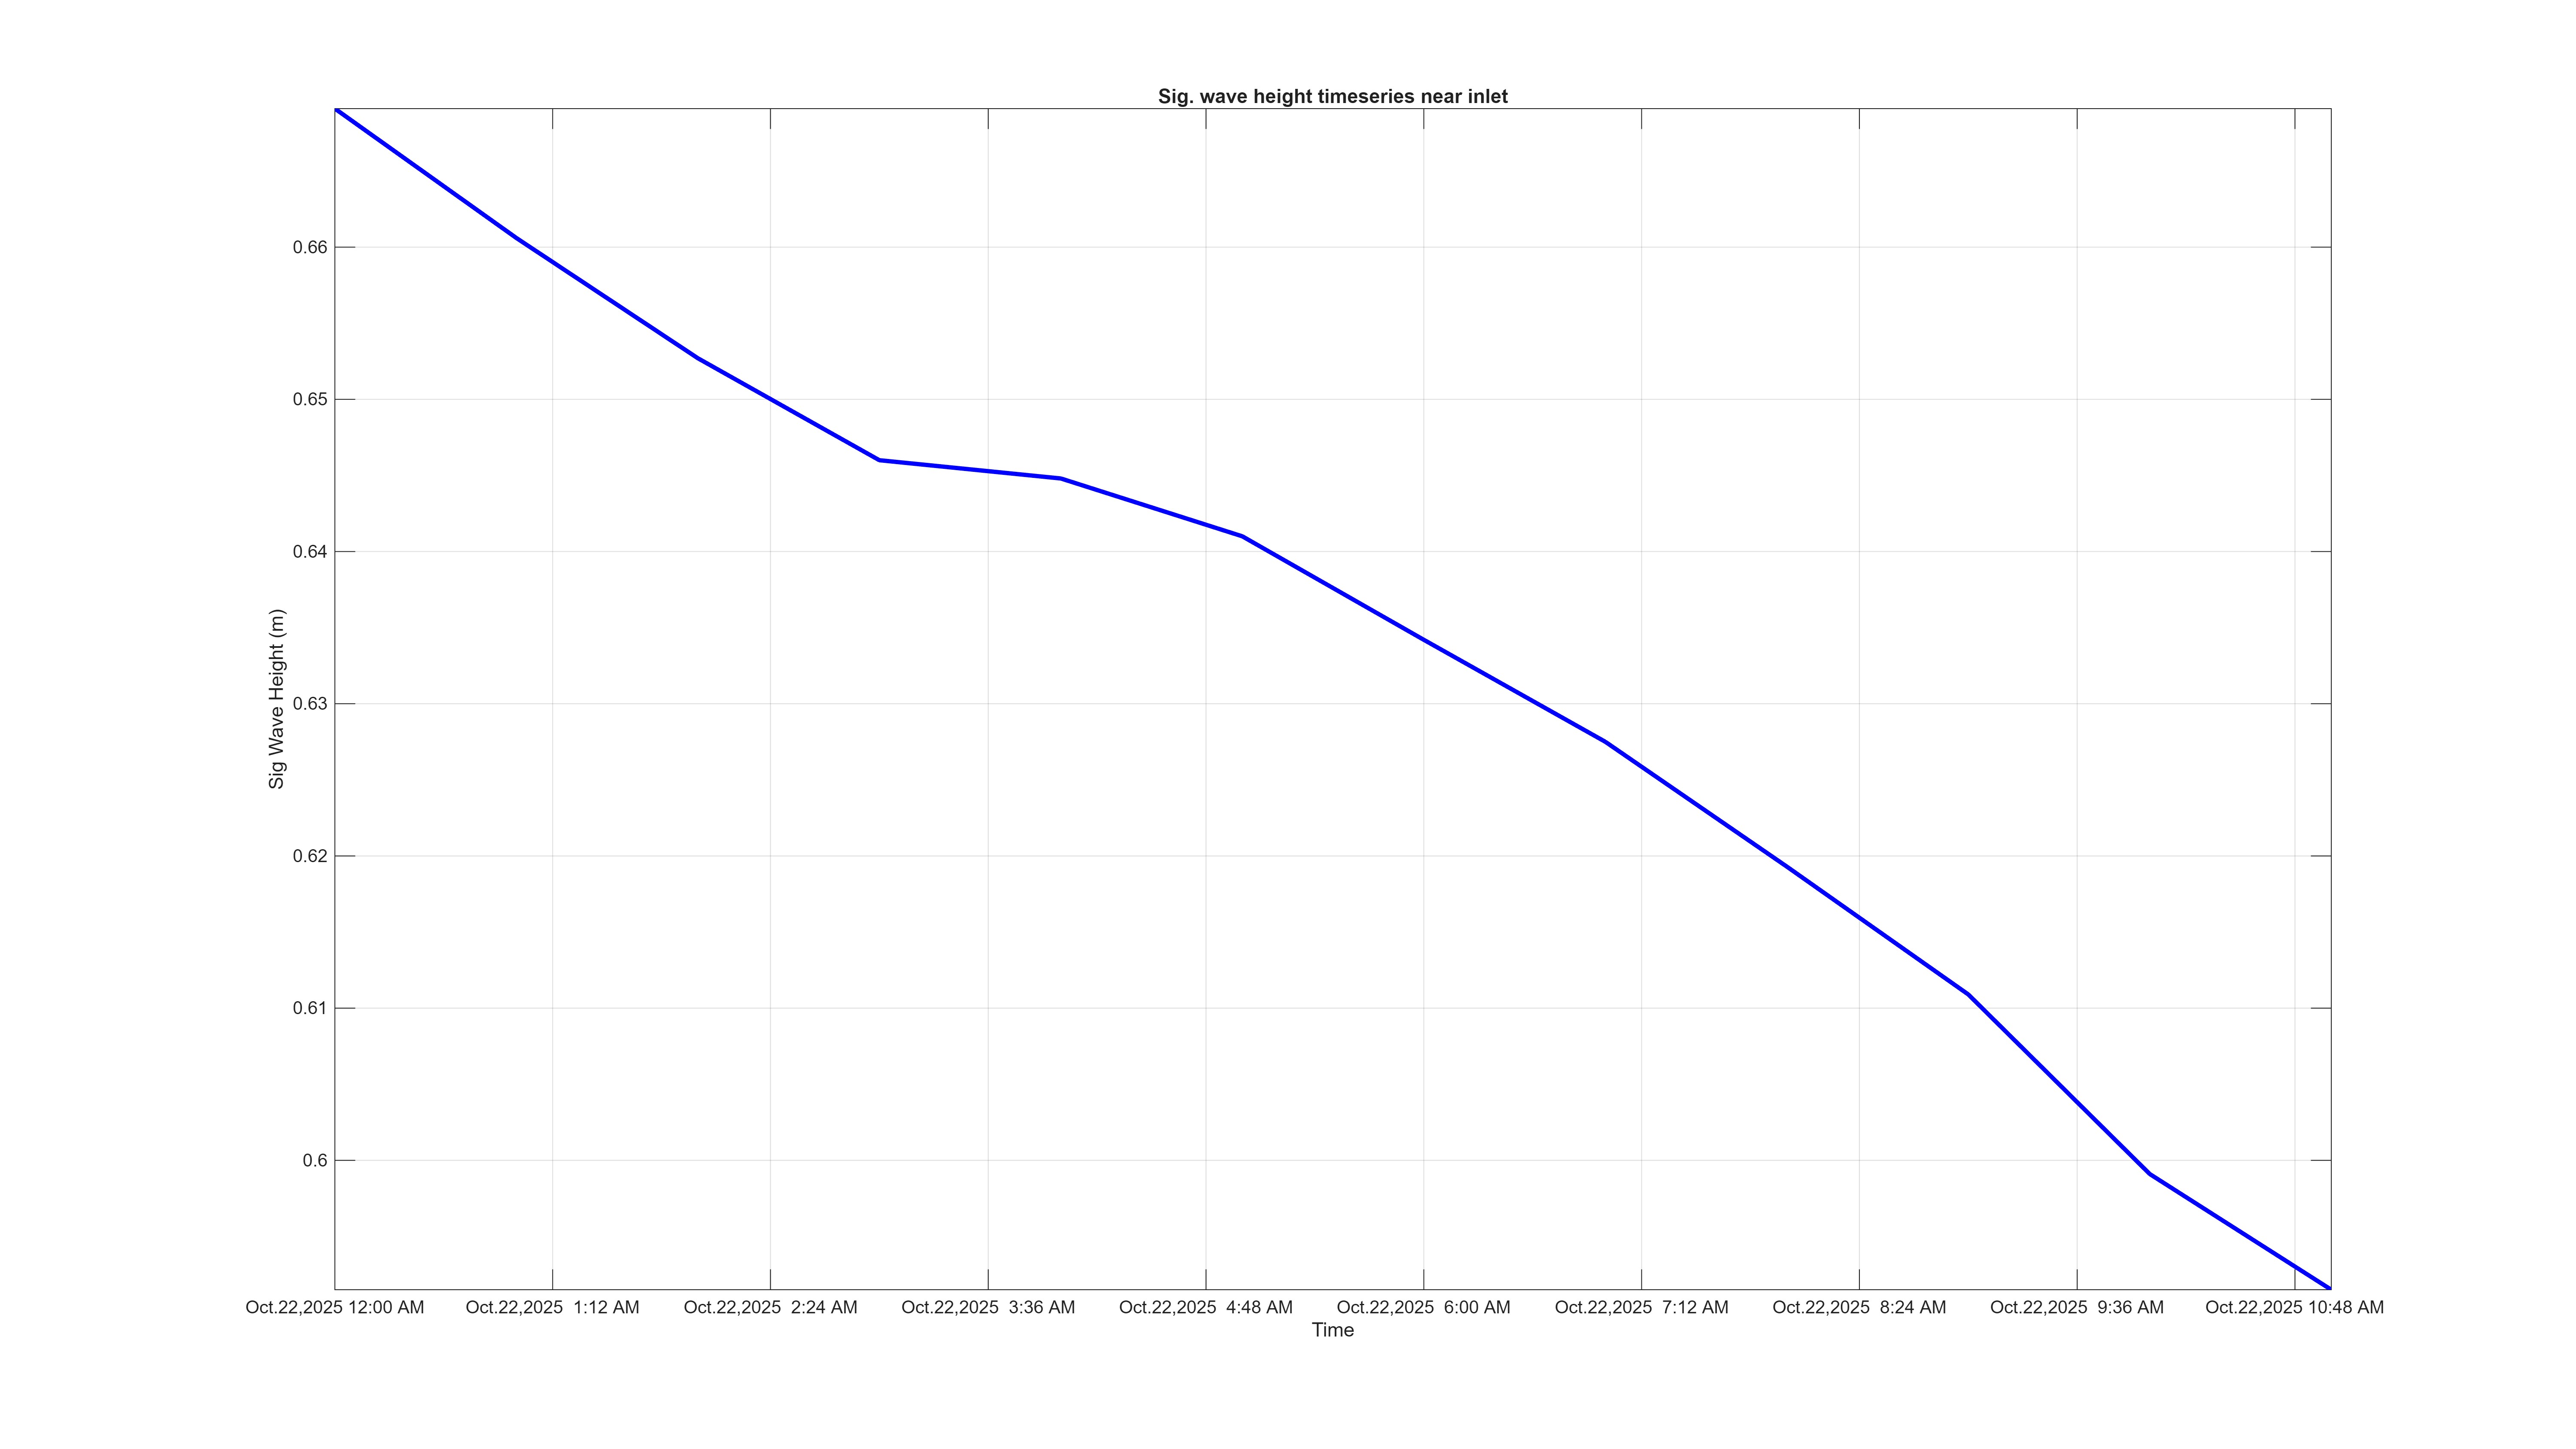 Sig. wave height timeseries near inlet
0.66
0.65
0.64
0.63
0.62
0.61
0.6
Sig Wave Height (m)
Oct.22,2025 12:00 AM
Oct.22,2025  1:12 AM
Oct.22,2025  2:24 AM
Oct.22,2025  3:36 AM
Oct.22,2025  4:48 AM
Oct.22,2025  6:00 AM
Oct.22,2025  7:12 AM
Oct.22,2025  8:24 AM
Oct.22,2025  9:36 AM
Oct.22,2025 10:48 AM
Time